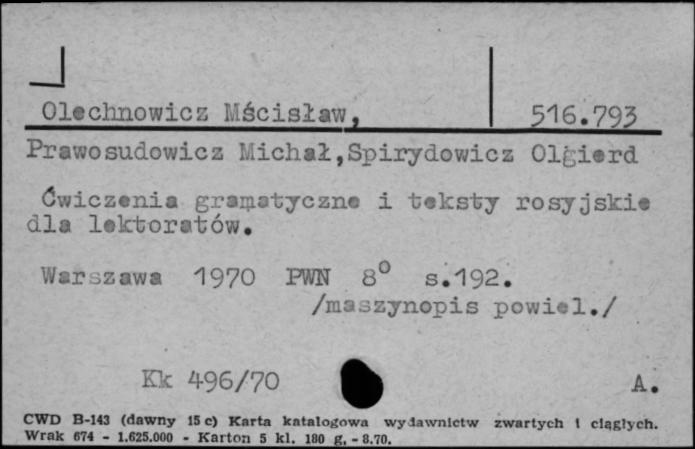 Olechnowicz Mścisław, 516.793
Prawosudowicz Michał,Spirydowicz Olgierd
Ćwiczenia gramatyczne i teksty rosyjskie
dla lektoratów.
Warszawa 1970 PWN 8° s.192.
/maszynopis powiel./
Kk 496/70 A.
CWD B-143 (dawny 15 c) Karta katalogowa wydawnictw zwartych i ciągłych.
Wrak 674 - 1.625.000 - Karton 5 kl. 180 g. - 8.70.